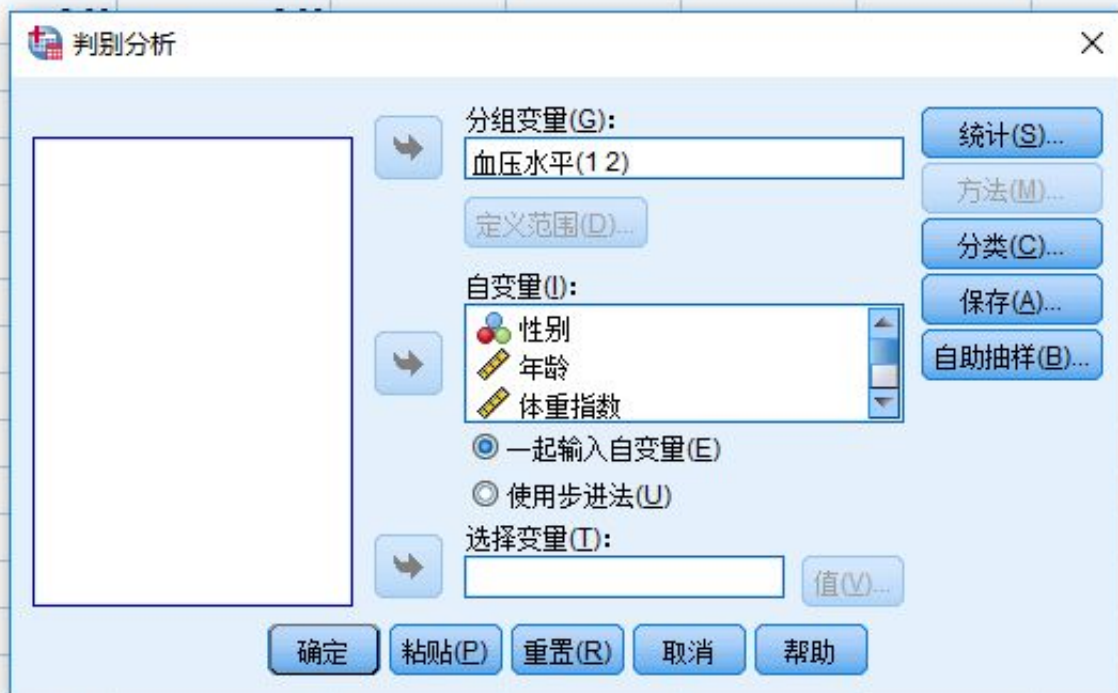 判别分析
分组变量(G):
血压水平(1 2)
定义范围(D)...
自变量(I):
性别
年龄
体重指数
一起输入自变量(E)
使用步进法(U)
选择变量(T):
值(V)...
统计(S)...
方法(M)...
分类(C)...
保存(A)...
自助抽样(B)...
确定
粘贴(P)
重置(R)
取消
帮助